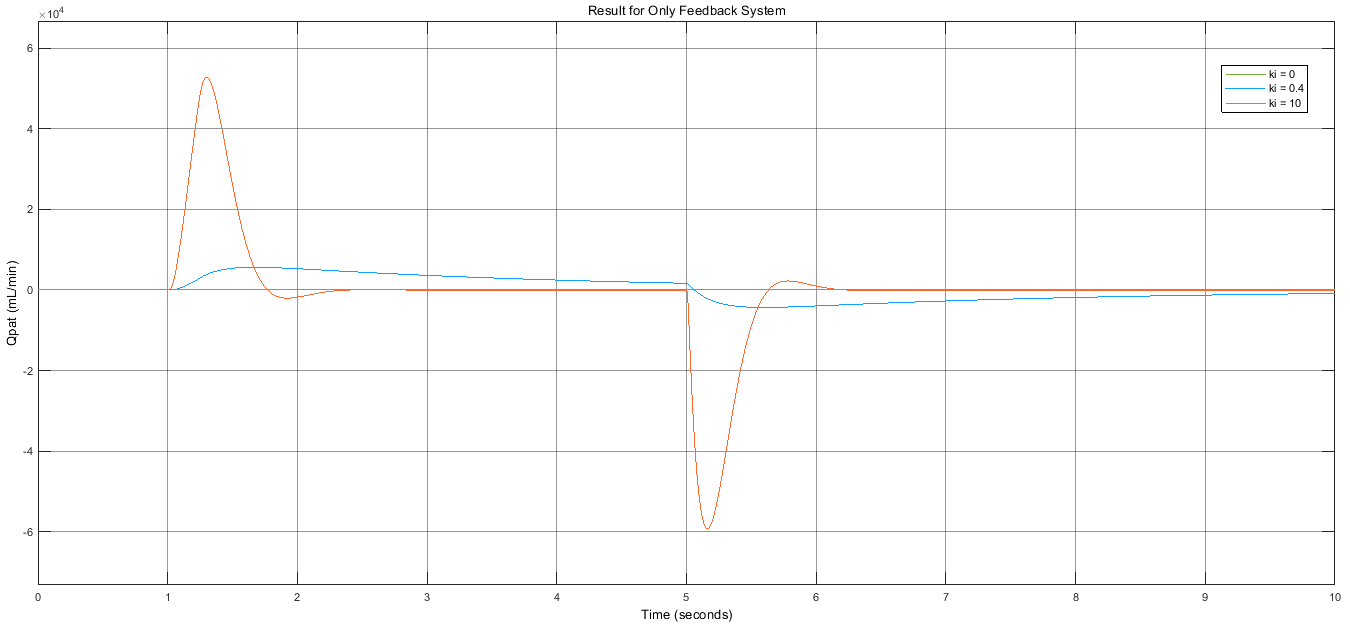 Result for Only Feedback System
×10⁴
6
4
2
0
-2
-4
-6
Qpat (mL/min)
ki = 0
ki = 0.4
ki = 10
0 1 2 3 4 5 6 7 8 9 10
Time (seconds)